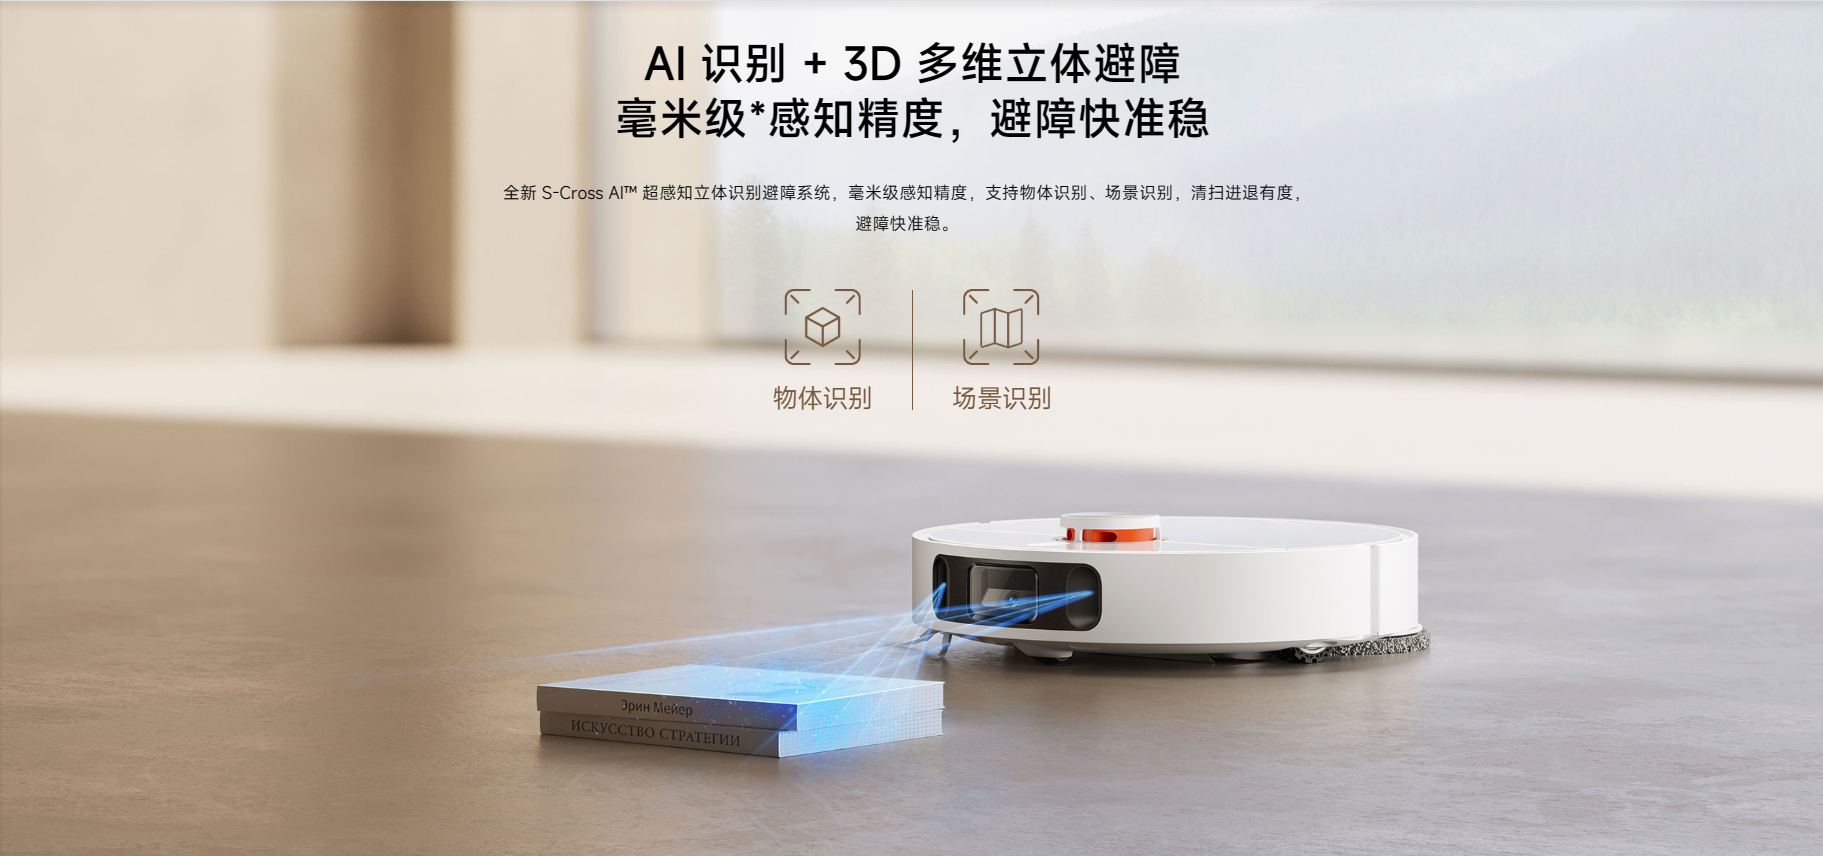 AI 识别 + 3D 多维立体避障
毫米级*感知精度，避障快准稳
全新 S-Cross AI™ 超感知立体识别避障系统，毫米级感知精度，支持物体识别、场景识别，清扫进退有度，
避障快准稳。
物体识别
场景识别
Эрин Мейер
ИСКУССТВО СТРАТЕГИИ